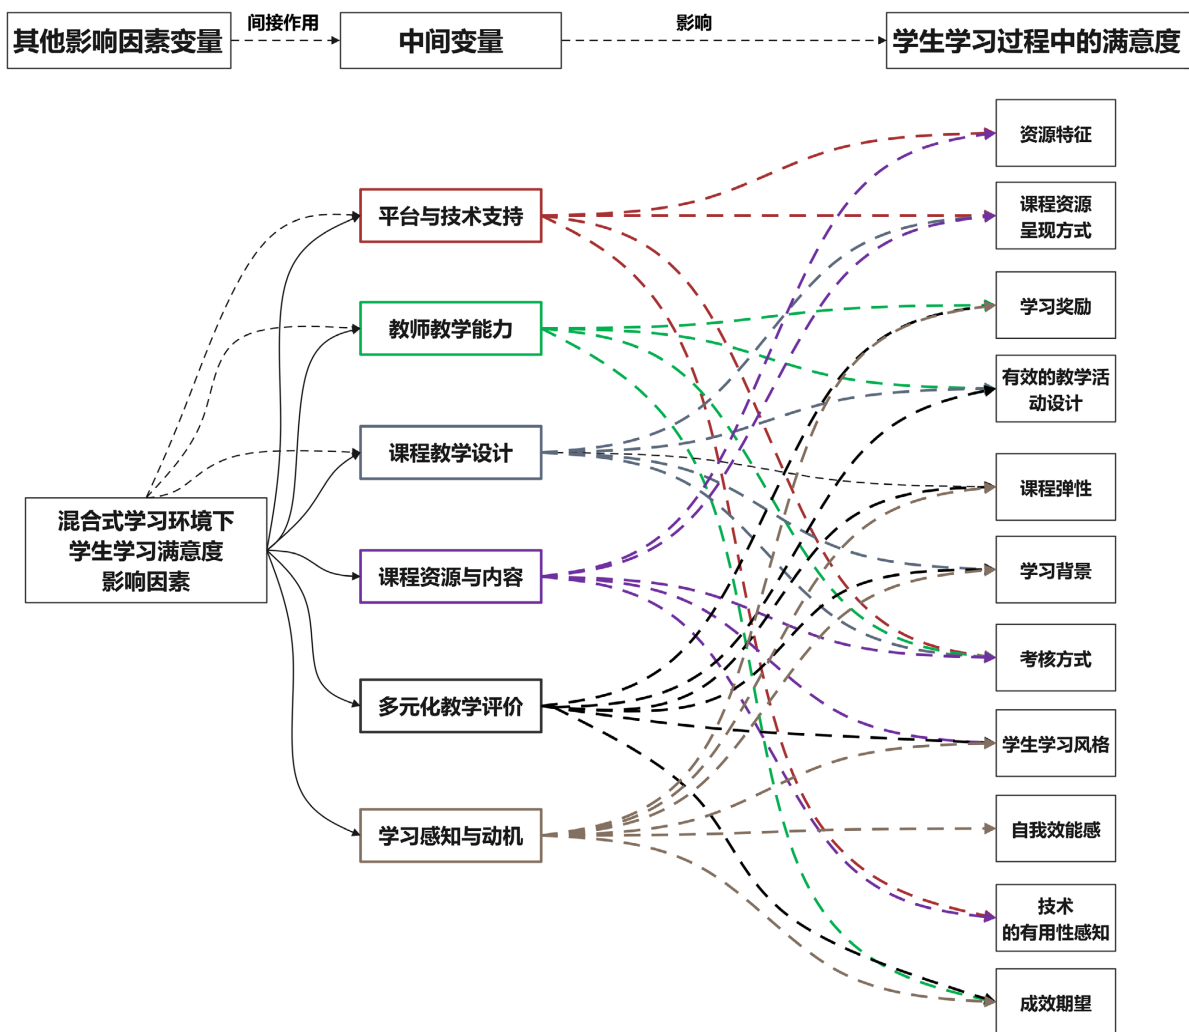 其他影响因素变量
间接作用
中间变量
影响
学生学习过程中的满意度
混合式学习环境下
学生学习满意度
影响因素
平台与技术支持
教师教学能力
课程教学设计
课程资源与内容
多元化教学评价
学习感知与动机
资源特征
课程资源
呈现方式
学习奖励
有效的教学活
动设计
课程弹性
学习背景
考核方式
学生学习风格
自我效能感
技术
的有用性感知
成效期望